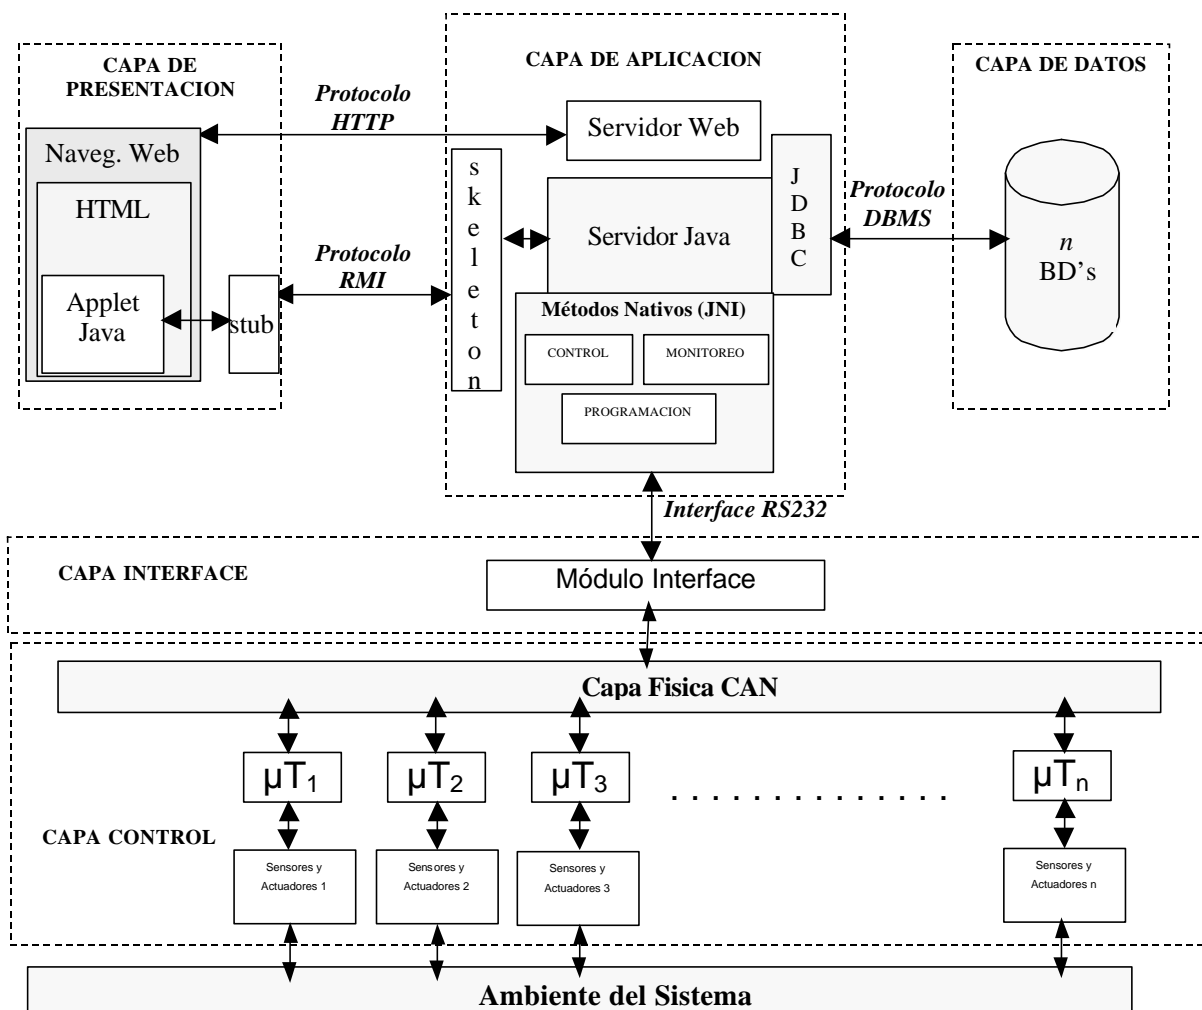 CAPA DE
PRESENTACION
Protocolo
HTTP
CAPA DE APLICACION
CAPA DE DATOS
Naveg. Web
HTML
Applet
Java
stub
Protocolo
RMI
s
k
e
l
e
t
o
n
Servidor Web
Servidor Java
J
D
B
C
Protocolo
DBMS
n
BD's
Métodos Nativos (JNI)
CONTROL
MONITOREO
PROGRAMACION
Interface RS232
CAPA INTERFACE
Módulo Interface
CAPA CONTROL
Capa Fisica CAN
µT1
µT2
µT3
. . . . . . . . . . . . . .
µTn
Sensores y
Actuadores 1
Sensores y
Actuadores 2
Sensores y
Actuadores 3
Sensores y
Actuadores n
Ambiente del Sistema